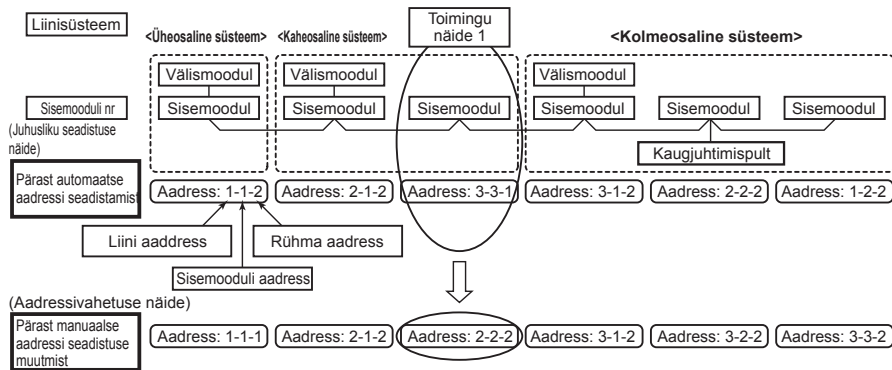 Liinisüsteem
<Üheosaline süsteem>
<Kaheosaline süsteem>
Toimingu
näide 1
<Kolmeosaline süsteem>
Välismoodul
Välismoodul
Välismoodul
Sisemooduli nr
Sisemoodul
Sisemoodul
Sisemoodul
Sisemoodul
Sisemoodul
Sisemoodul
(Juhusliku seadistuse
näide)
Kaugjuhtimispult
Pärast automaatse
aadressi seadistamist
Aadress: 1-1-2
Aadress: 2-1-2
Aadress: 3-3-1
Aadress: 3-1-2
Aadress: 2-2-2
Aadress: 1-2-2
Liini aaddress
Rühma aadress
Sisemooduli aadress
(Aadressivahetuse näide)
Pärast manuaalse
aadressi seadistuse
muutmist
Aadress: 1-1-1
Aadress: 2-1-2
Aadress: 2-2-2
Aadress: 3-1-2
Aadress: 3-2-2
Aadress: 3-3-2